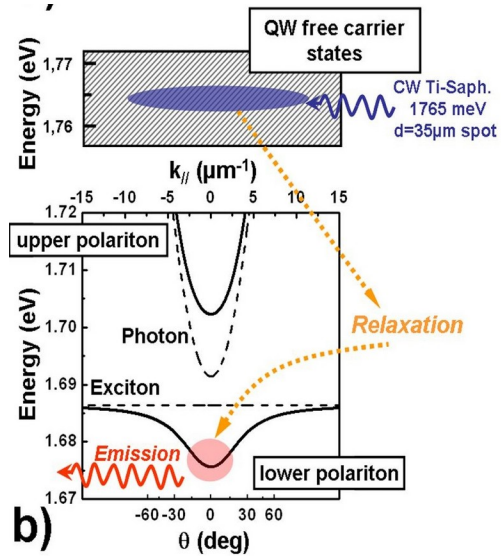 QW free carrier
states
1,77
1,76
Energy (eV)
CW Ti-Saph.
1765 meV
d=35µm spot
k// (µm-1)
-15 -10 -5 0 5 10 15
1.72
1.71
1.70
1.69
1.68
1.67
Energy (eV)
upper polariton
Photon
Exciton
Relaxation
Emission
lower polariton
-60 -30 0 30 60
θ (deg)
b)